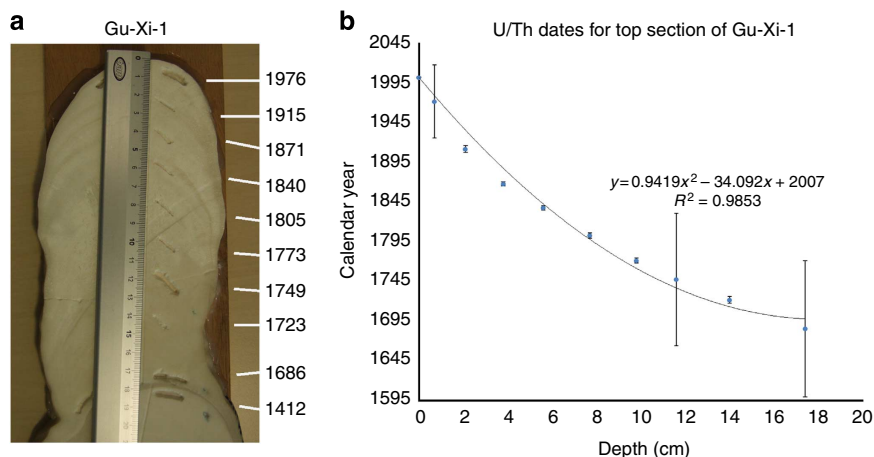 a
Gu-Xi-1
1976
1915
1871
1840
1805
1773
1749
1723
1686
1412
b
U/Th dates for top section of Gu-Xi-1
2045
1995
1945
1895
1845
1795
1745
1695
1645
1595
Calendar year
y=0.9419x² – 34.092x + 2007
R² = 0.9853
0 2 4 6 8 10 12 14 16 18 20
Depth (cm)